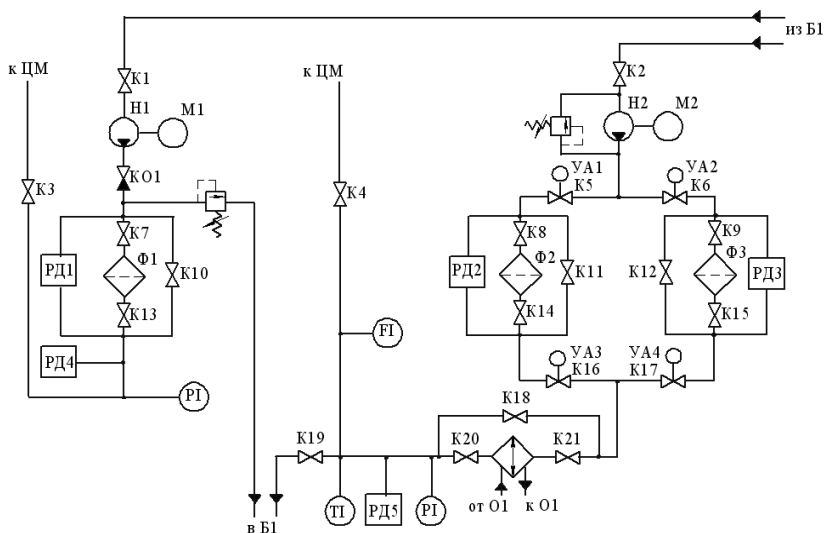 из Б1
к ЦМ
К1
Н1
М1
к ЦМ
К2
Н2
М2
КО1
К3
К4
УА1
К5
УА2
К6
К7
К8
К9
РД1
Ф1
К10
РД2
Ф2
К11
К12
Ф3
РД3
К13
К14
К15
РД4
FI
УА3
К16
УА4
К17
PI
К18
К19
К20
К21
TI
РД5
PI
от О1
к О1
в Б1